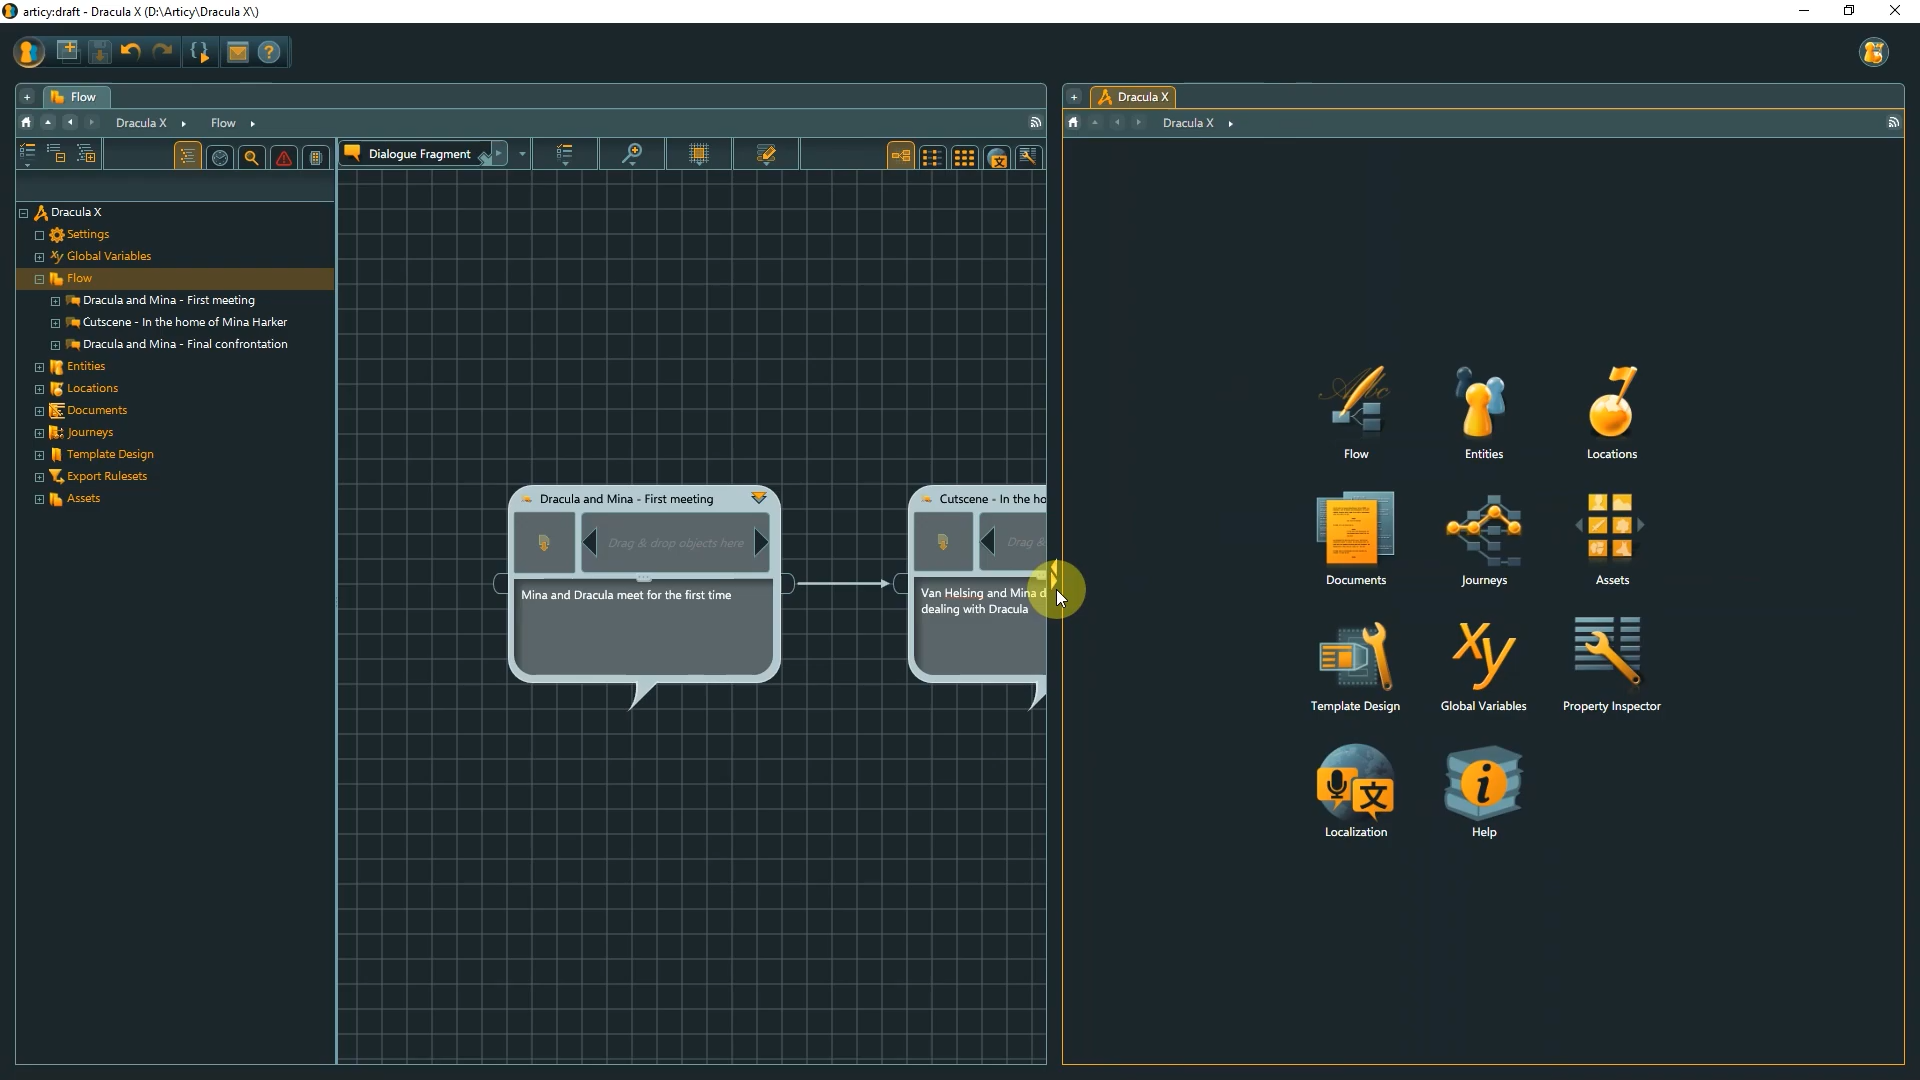 articy:draft - Dracula X (D:\Articy\Dracula X\)
Flow
Dracula X
Flow
Dialogue Fragment
Dracula X
Settings
Global Variables
Flow
Dracula and Mina - First meeting
Cutscene - In the home of Mina Harker
Dracula and Mina - Final confrontation
Entities
Locations
Documents
Journeys
Template Design
Export Rulesets
Assets
Dracula and Mina - First meeting
Drag & drop objects here
Mina and Dracula meet for the first time
Cutscene - In the ho
Drag &
Van Helsing and Mina d
dealing with Dracula
Dracula X
Dracula X
Abc
Flow
Entities
Locations
Documents
Journeys
Assets
Template Design
xy
Global Variables
Property Inspector
文
Localization
i
Help